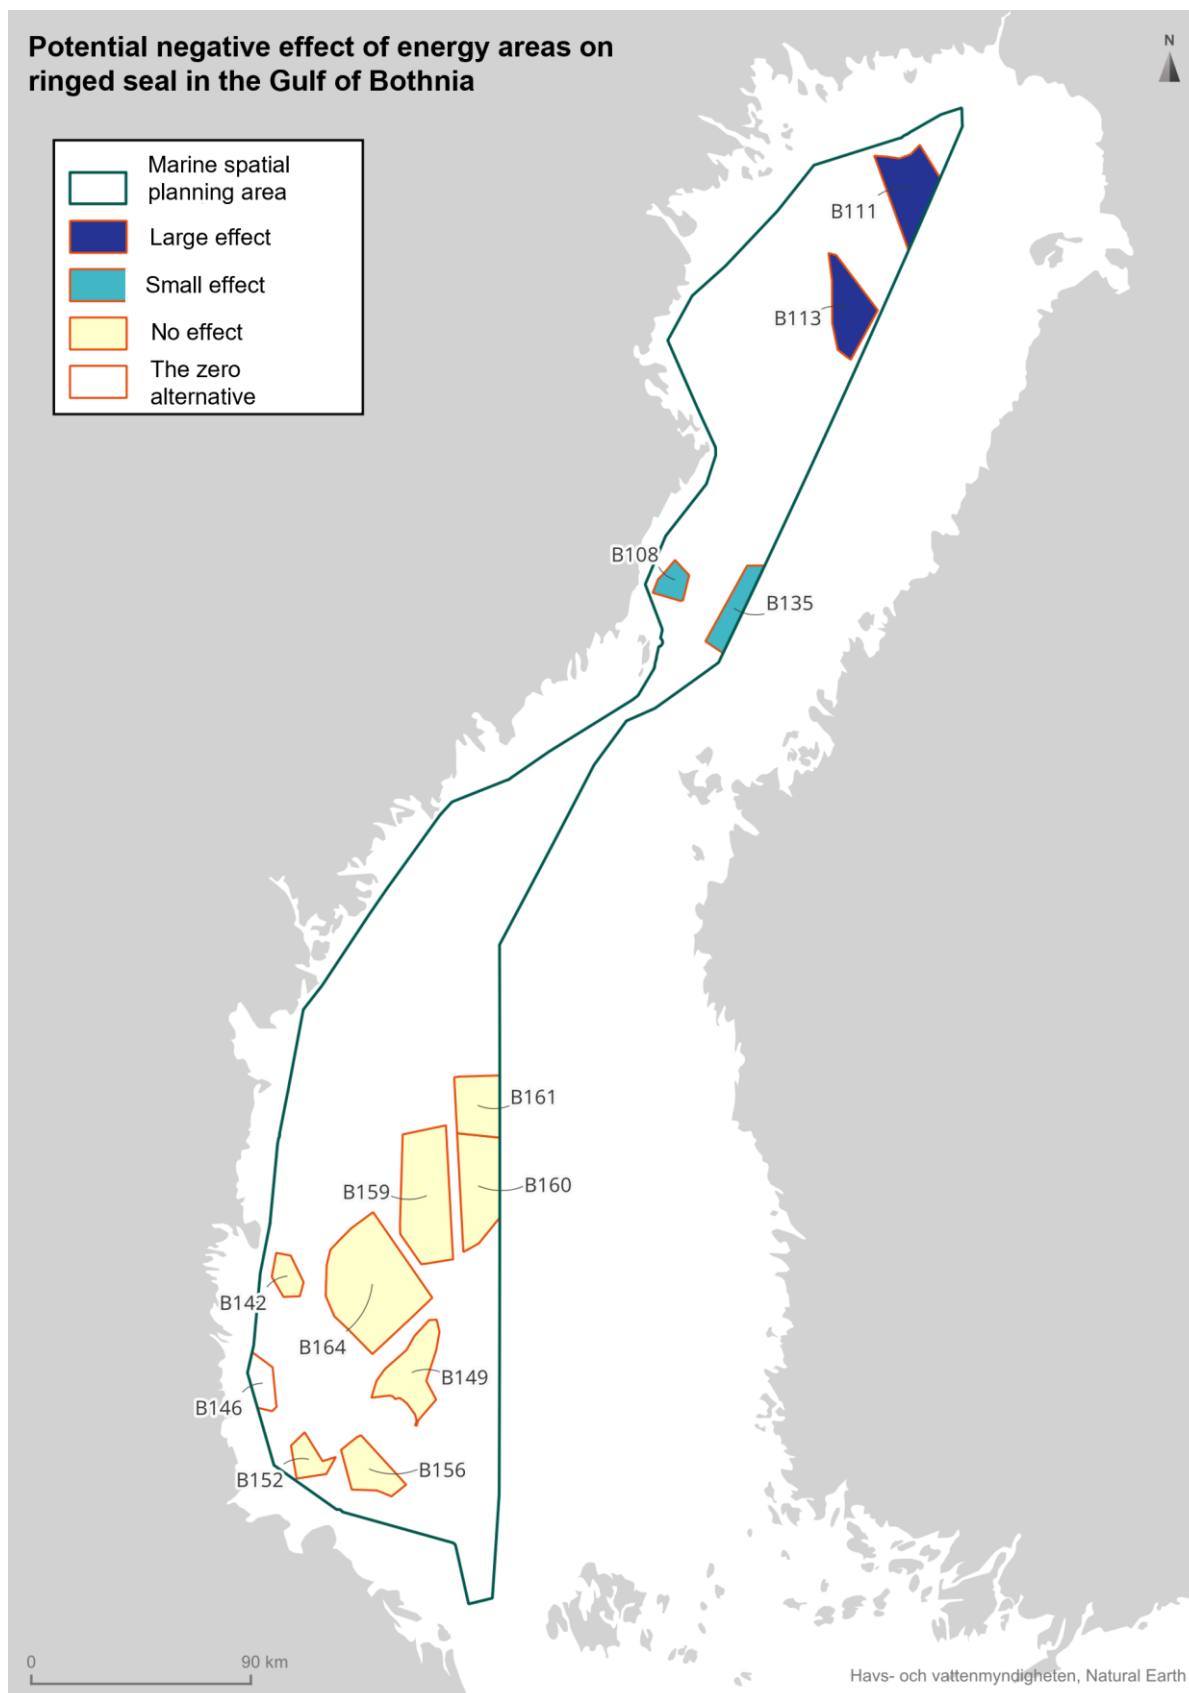 Potential negative effect of energy areas on
ringed seal in the Gulf of Bothnia
N
Marine spatial
planning area
Large effect
Small effect
No effect
The zero
alternative
B111
B113
B108
B135
B161
B160
B159
B142
B164
B149
B146
B152
B156
0 90 km
Havs- och vattenmyndigheten, Natural Earth